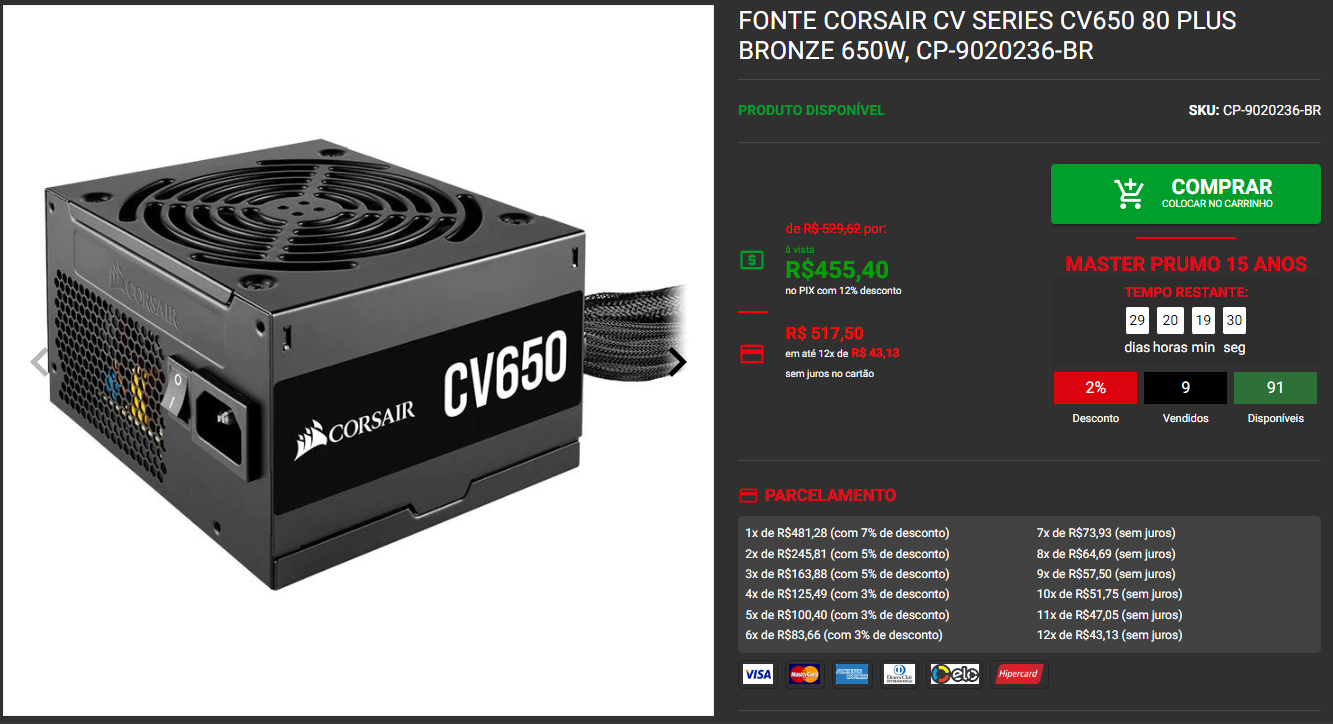 FONTE CORSAIR CV SERIES CV650 80 PLUS
BRONZE 650W, CP-9020236-BR
PRODUTO DISPONÍVEL
SKU: CP-9020236-BR
COMPRAR
COLOCAR NO CARRINHO
de R$ 529,62 por:
à vista
R$455,40
no PIX com 12% desconto
R$ 517,50
em até 12x de R$ 43,13
sem juros no cartão
MASTER PRUMO 15 ANOS
TEMPO RESTANTE:
29 20 19 30
dias horas min seg
2% 9 91
Desconto Vendidos Disponíveis
CORSAIR
CORSAIR CV650
PARCELAMENTO
1x de R$481,28 (com 7% de desconto)
2x de R$245,81 (com 5% de desconto)
3x de R$163,88 (com 5% de desconto)
4x de R$125,49 (com 3% de desconto)
5x de R$100,40 (com 3% de desconto)
6x de R$83,66 (com 3% de desconto)
7x de R$73,93 (sem juros)
8x de R$64,69 (sem juros)
9x de R$57,50 (sem juros)
10x de R$51,75 (sem juros)
11x de R$47,05 (sem juros)
12x de R$43,13 (sem juros)
VISA
MasterCard
AMERICAN EXPRESS
Diners Club
INTERNATIONAL
elo
Hipercard